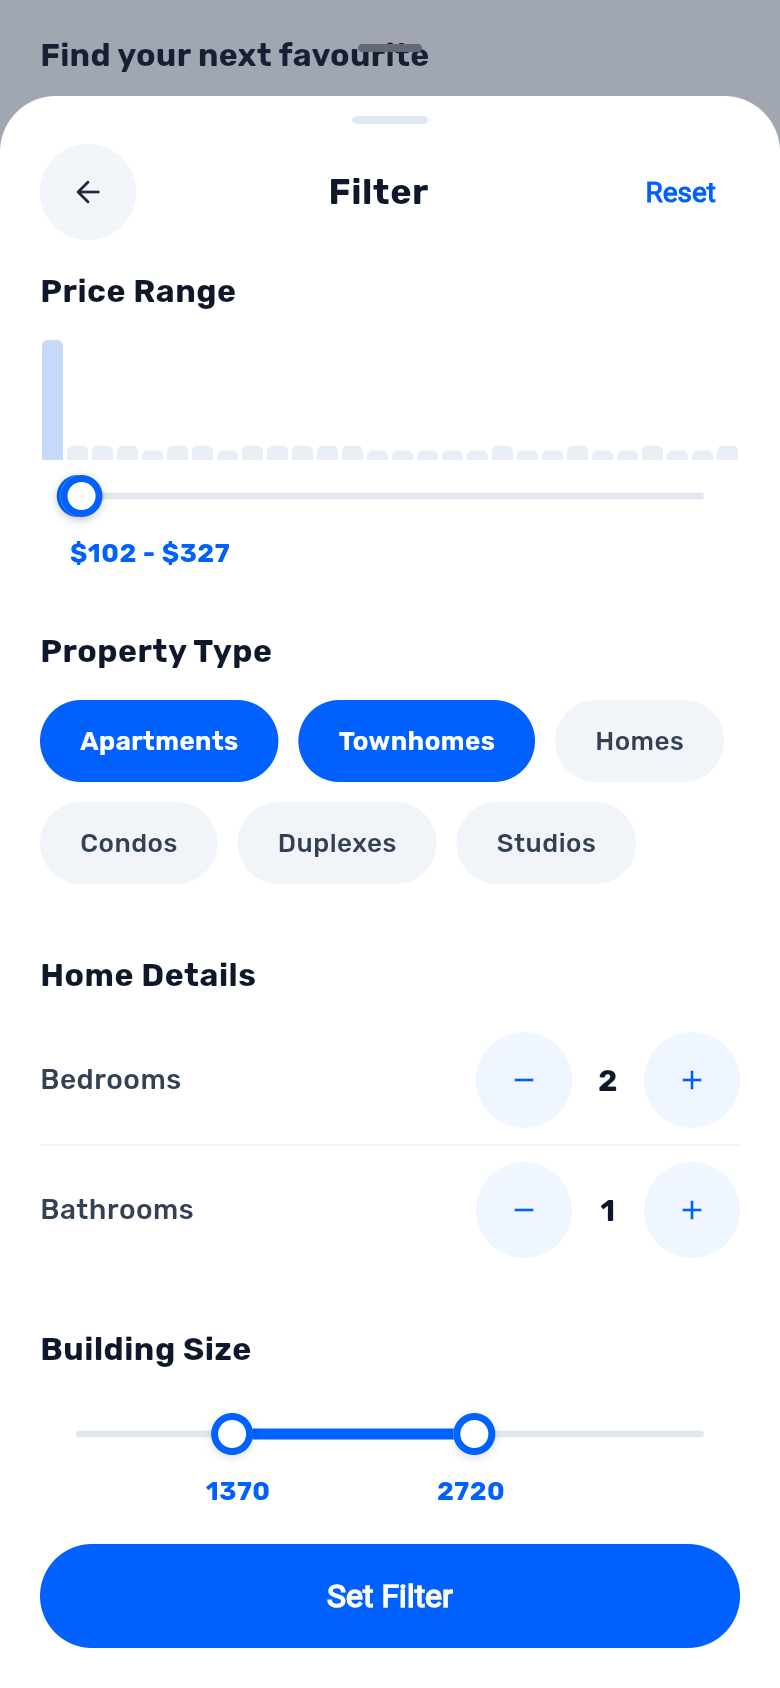 Find your next favourite
Filter
Reset
Price Range
$102 - $327
Property Type
Apartments
Townhomes
Homes
Condos
Duplexes
Studios
Home Details
Bedrooms
2
Bathrooms
1
Building Size
1370
2720
Set Filter